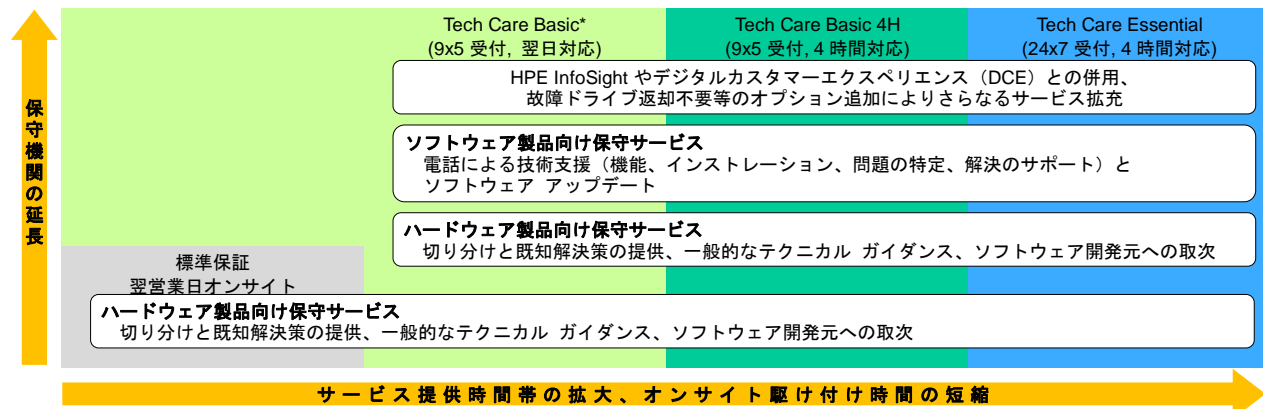 Tech Care Basic*
(9x5 受付, 翌日対応)
Tech Care Basic 4H
(9x5 受付, 4 時間対応)
Tech Care Essential
(24x7 受付, 4 時間対応)
HPE InfoSight やデジタルカスタマーエクスペリエンス（DCE）との併用、
故障ドライブ返却不要等のオプション追加によりさらなるサービス拡充
保守機関の延長
ソフトウェア製品向け保守サービス
電話による技術支援（機能、インストレーション、問題の特定、解決のサポート）と
ソフトウェア アップデート
ハードウェア製品向け保守サービス
切り分けと既知解決策の提供、一般的なテクニカル ガイダンス、ソフトウェア開発元への取次
標準保証
翌営業日オンサイト
ハードウェア製品向け保守サービス
切り分けと既知解決策の提供、一般的なテクニカル ガイダンス、ソフトウェア開発元への取次
サービス提供時間帯の拡大、オンサイト駆け付け時間の短縮